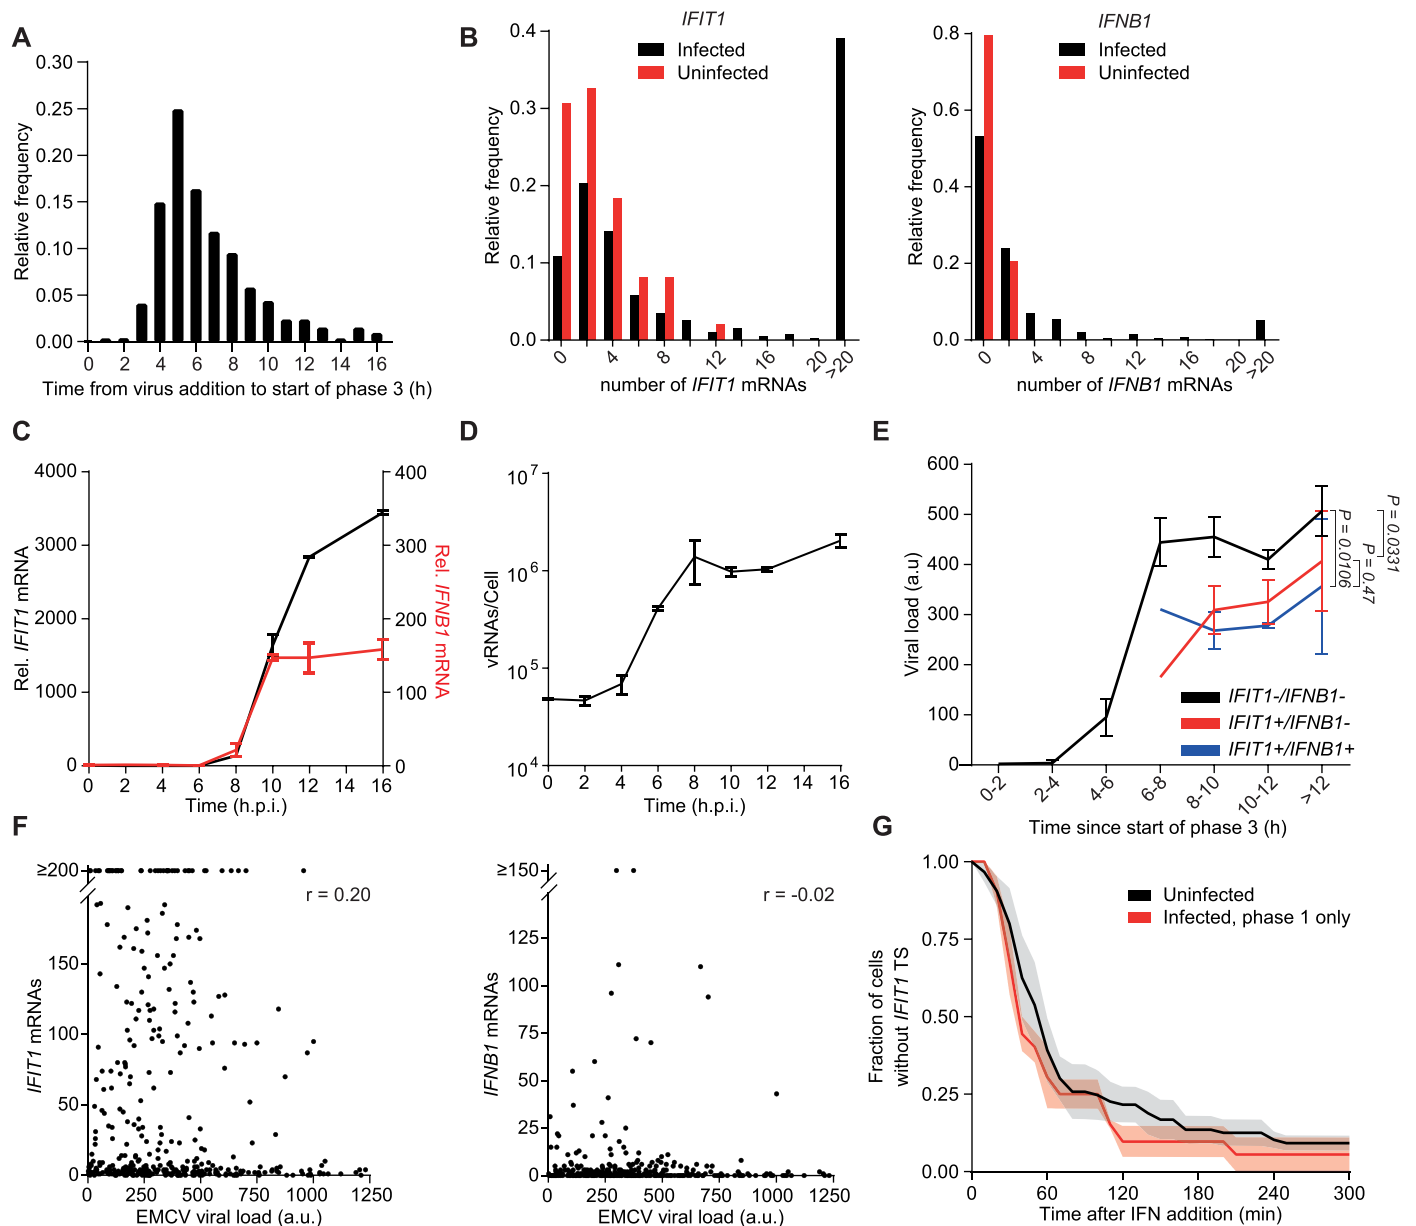 A
0.30
0.25
0.20
0.15
0.10
0.05
0.00
Relative frequency
0 2 4 6 8 10 12 14 16
Time from virus addition to start of phase 3 (h)
B
IFIT1
Infected
Uninfected
0.4
0.3
0.2
0.1
0.0
Relative frequency
0 4 8 12 16 20 >20
number of IFIT1 mRNAs
IFNB1
Infected
Uninfected
0.8
0.6
0.4
0.2
0.0
Relative frequency
0 4 8 12 16 20 >20
number of IFNB1 mRNAs
C
4000
3000
2000
1000
0
Rel. IFIT1 mRNA
400
300
200
100
0
Rel. IFNB1 mRNA
0 2 4 6 8 10 12 14 16
Time (h.p.i.)
D
10^7
10^6
10^5
10^4
vRNAs/Cell
0 2 4 6 8 10 12 14 16
Time (h.p.i.)
E
600
500
400
300
200
100
0
Viral load (a.u)
P = 0.0331
P = 0.0106
P = 0.47
IFIT1-/IFNB1-
IFIT1+/IFNB1-
IFIT1+/IFNB1+
0-2 2-4 4-6 6-8 8-10 10-12 >12
Time since start of phase 3 (h)
F
≥200
150
100
50
0
IFIT1 mRNAs
r = 0.20
0 250 500 750 1000 1250
EMCV viral load (a.u.)
≥150
125
100
75
50
25
0
IFNB1 mRNAs
r = -0.02
0 250 500 750 1000 1250
EMCV viral load (a.u.)
G
1.00
0.75
0.50
0.25
0.00
Fraction of cells
without IFIT1 TS
Uninfected
Infected, phase 1 only
0 60 120 180 240 300
Time after IFN addition (min)